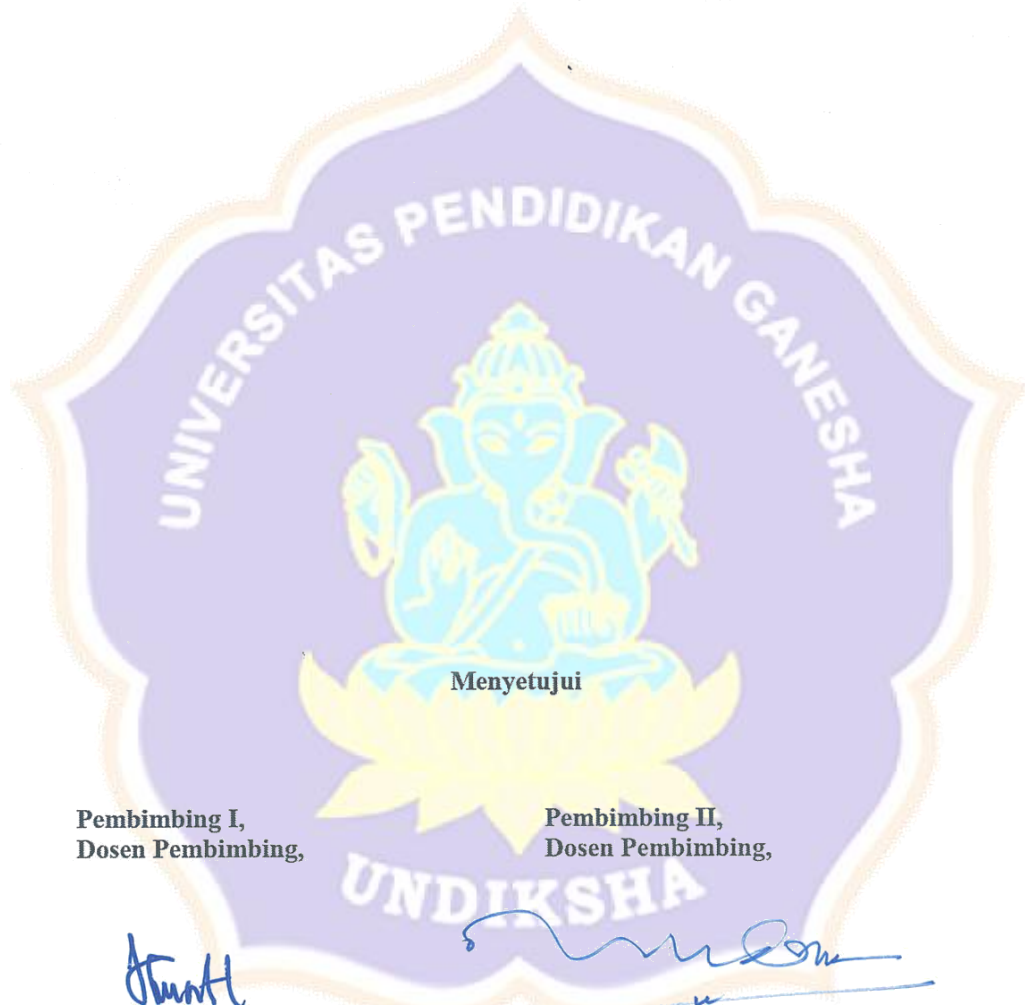 UNIVERSITAS PENDIDIKAN GANESHA
Menyetujui
Pembimbing I,
Dosen Pembimbing,
Pembimbing II,
Dosen Pembimbing,
UNDIKSHA